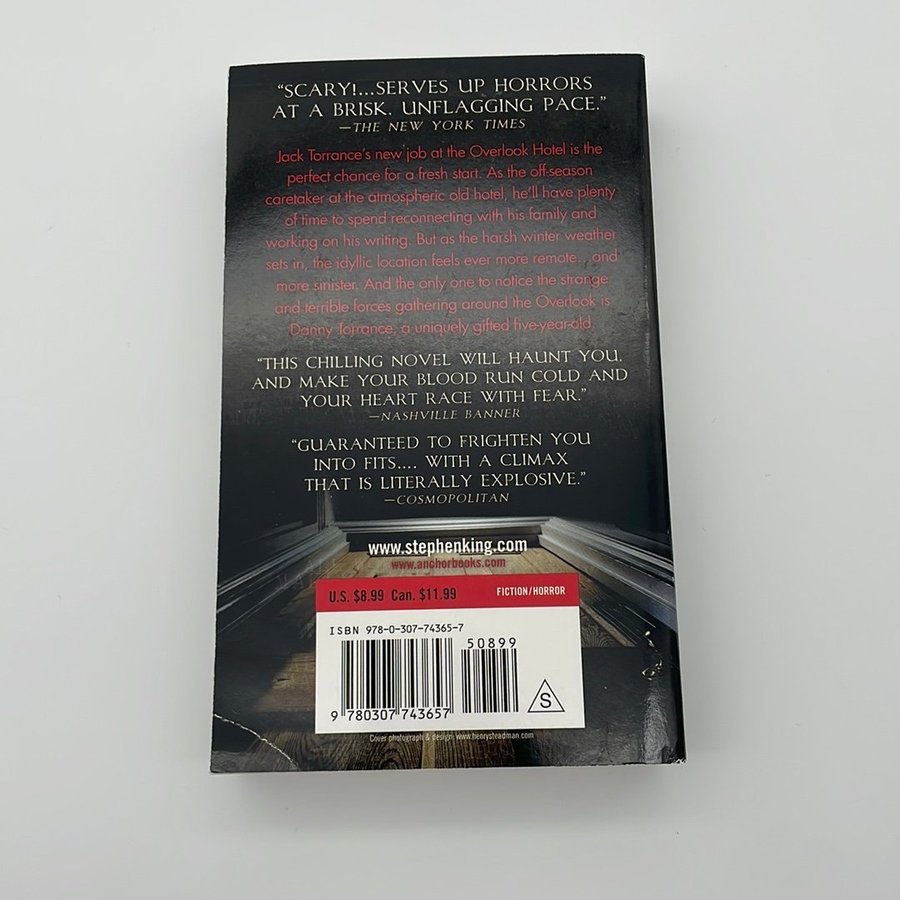 “SCARY!...SERVES UP HORRORS
AT A BRISK, UNFLAGGING PACE.”
—THE NEW YORK TIMES
Jack Torrance's new job at the Overlook Hotel is the
perfect chance for a fresh start. As the off-season
caretaker at the atmospheric old hotel, he'll have plenty
of time to spend reconnecting with his family and
working on his writing. But as the harsh winter weather
sets in, the idyllic location feels ever more remote...and
more sinister. And the only one to notice the strange
and terrible forces gathering around the Overlook is
Danny Torrance, a uniquely gifted five-year-old.
“THIS CHILLING NOVEL WILL HAUNT YOU,
AND MAKE YOUR BLOOD RUN COLD AND
YOUR HEART RACE WITH FEAR.”
—NASHVILLE BANNER
“GUARANTEED TO FRIGHTEN YOU
INTO FITS.... WITH A CLIMAX
THAT IS LITERALLY EXPLOSIVE.”
—COSMOPOLITAN
www.stephenking.com
www.anchorbooks.com
U.S. $8.99 Can. $11.99 FICTION/HORROR
ISBN 978-0-307-74365-7
50899
9 780307 743657
S
Cover photograph & design: www.henrysteadman.com